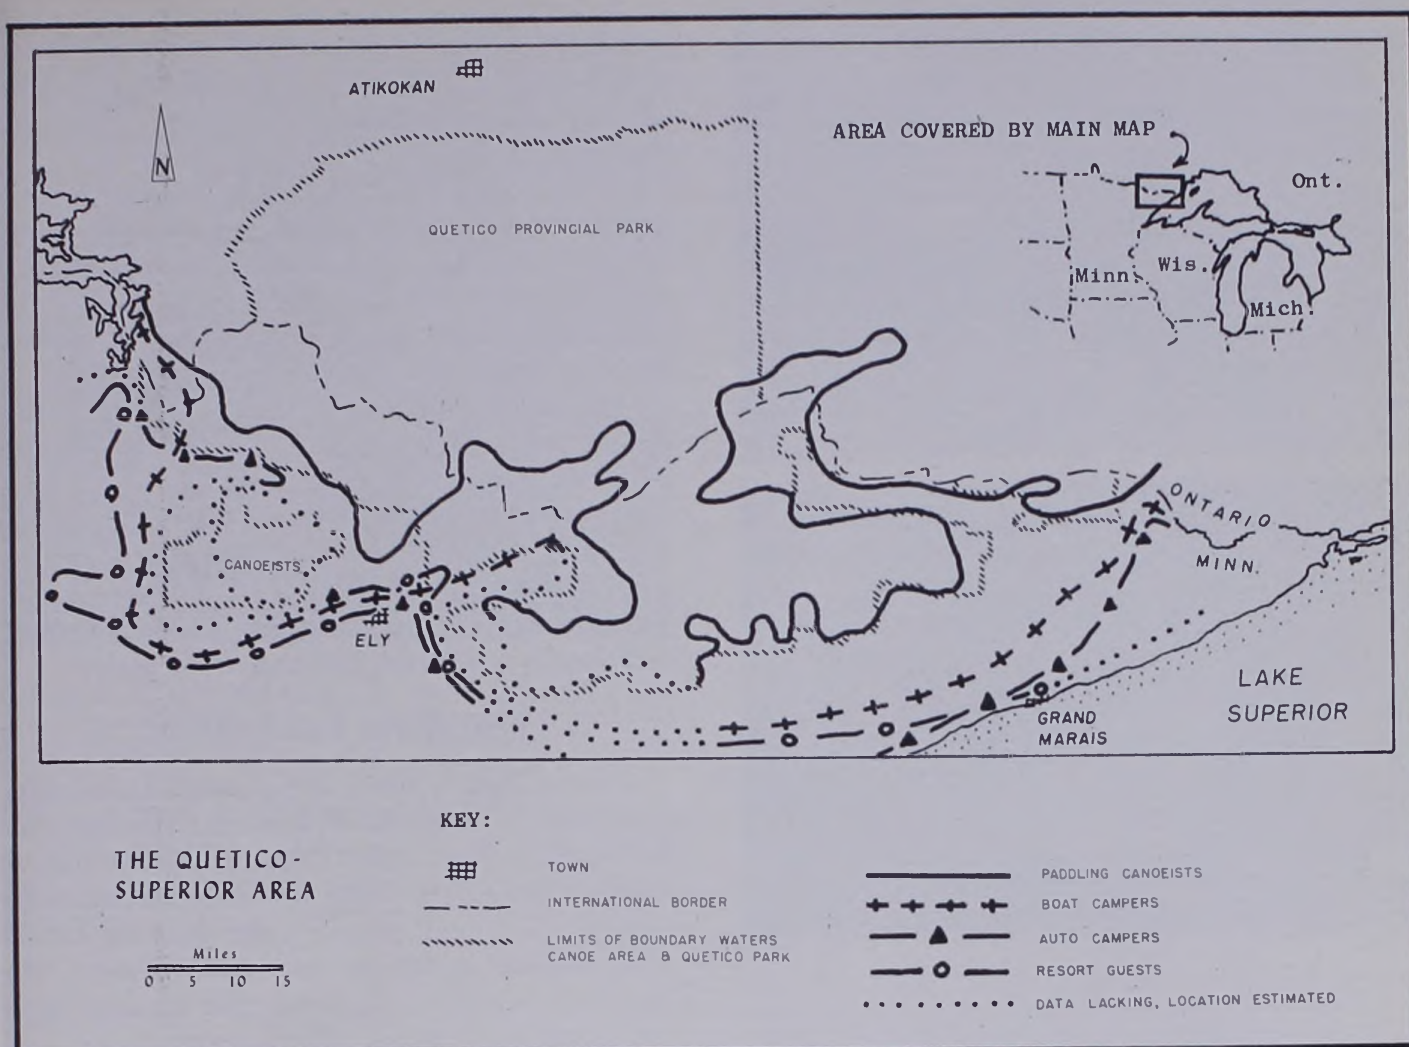 ATIKOKAN
N
AREA COVERED BY MAIN MAP
Ont.
QUETICO PROVINCIAL PARK
Minn.
Wis.
Mich.
CANOEISTS
ELY
ONTARIO
MINN.
LAKE
SUPERIOR
GRAND
MARAIS
KEY:
THE QUETICO-
SUPERIOR AREA
Miles
0 5 10 15
TOWN
INTERNATIONAL BORDER
LIMITS OF BOUNDARY WATERS
CANOE AREA & QUETICO PARK
PADDLING CANOEISTS
BOAT CAMPERS
AUTO CAMPERS
RESORT GUESTS
DATA LACKING, LOCATION ESTIMATED